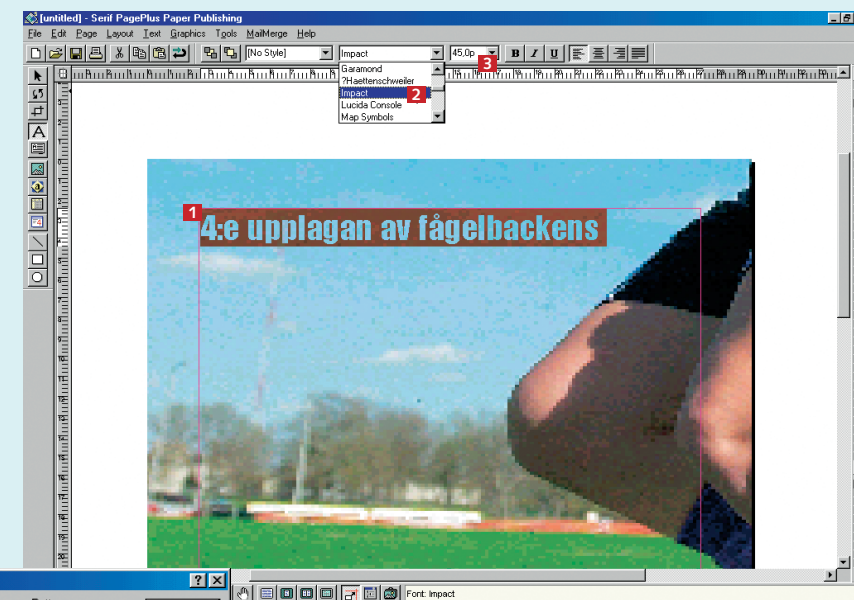 [untitled] - Serif PagePlus Paper Publishing
File Edit Page Layout Text Graphics Tools MailMerge Help
[No Style] Impact 45,0p B I U
3
Garamond
?Haettenschweiler
Impact 2
Lucida Console
Map Symbols
1
4:e upplagan av fågelbackens
Font: Impact